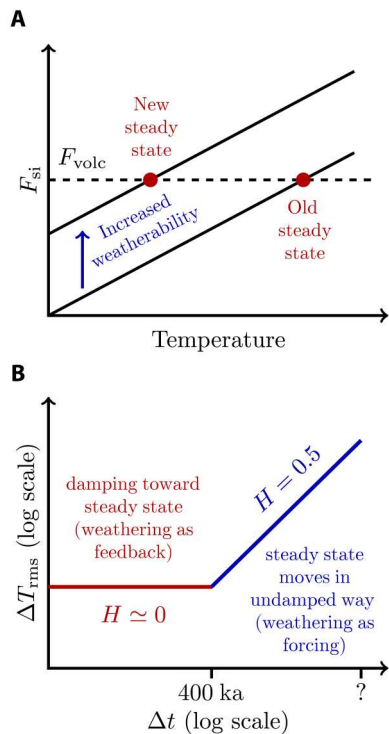 A
New
steady
state
F_volc
F_si
Increased
weatherability
Old
steady
state
Temperature
B
damping toward
steady state
(weathering as
feedback)
H = 0.5
ΔT_rms (log scale)
H ≃ 0
steady state
moves in
undamped way
(weathering as
forcing)
400 ka
?
Δt (log scale)